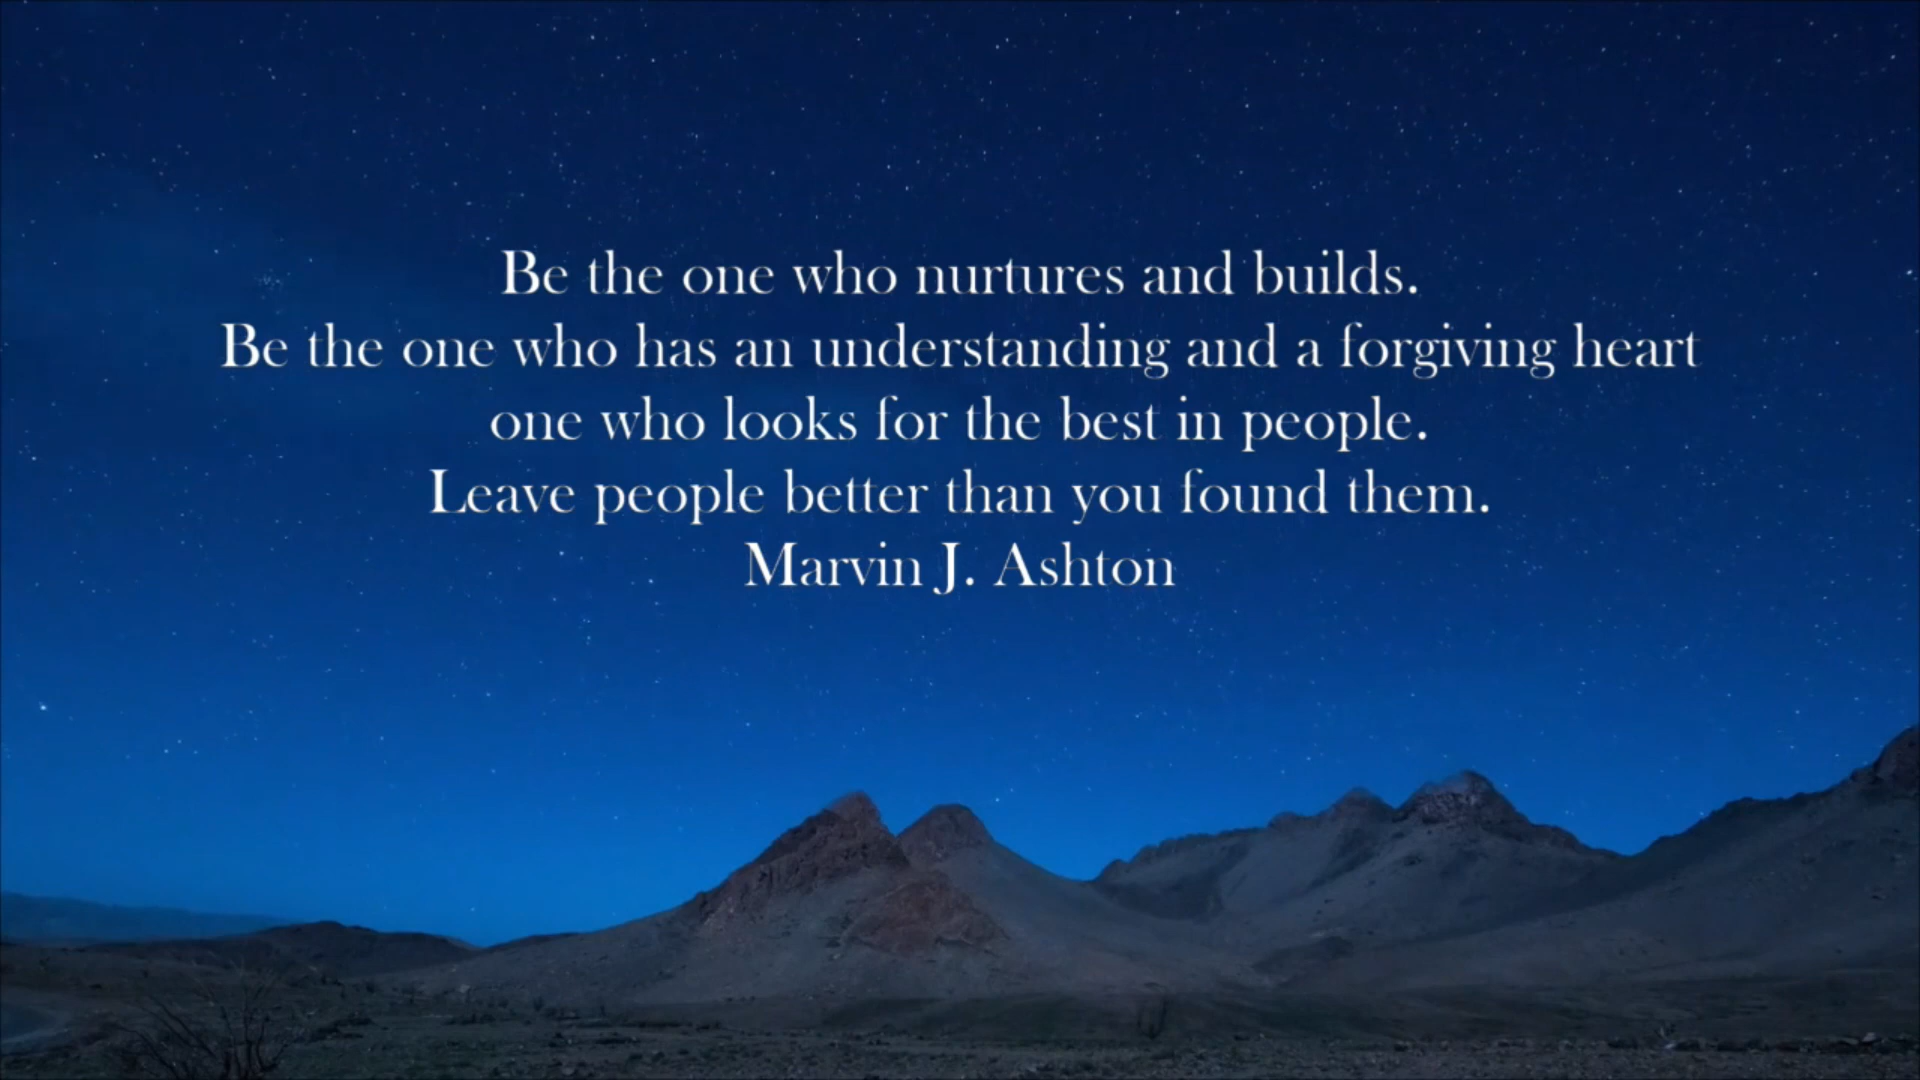 Be the one who nurtures and builds.
Be the one who has an understanding and a forgiving heart
one who looks for the best in people.
Leave people better than you found them.
Marvin J. Ashton